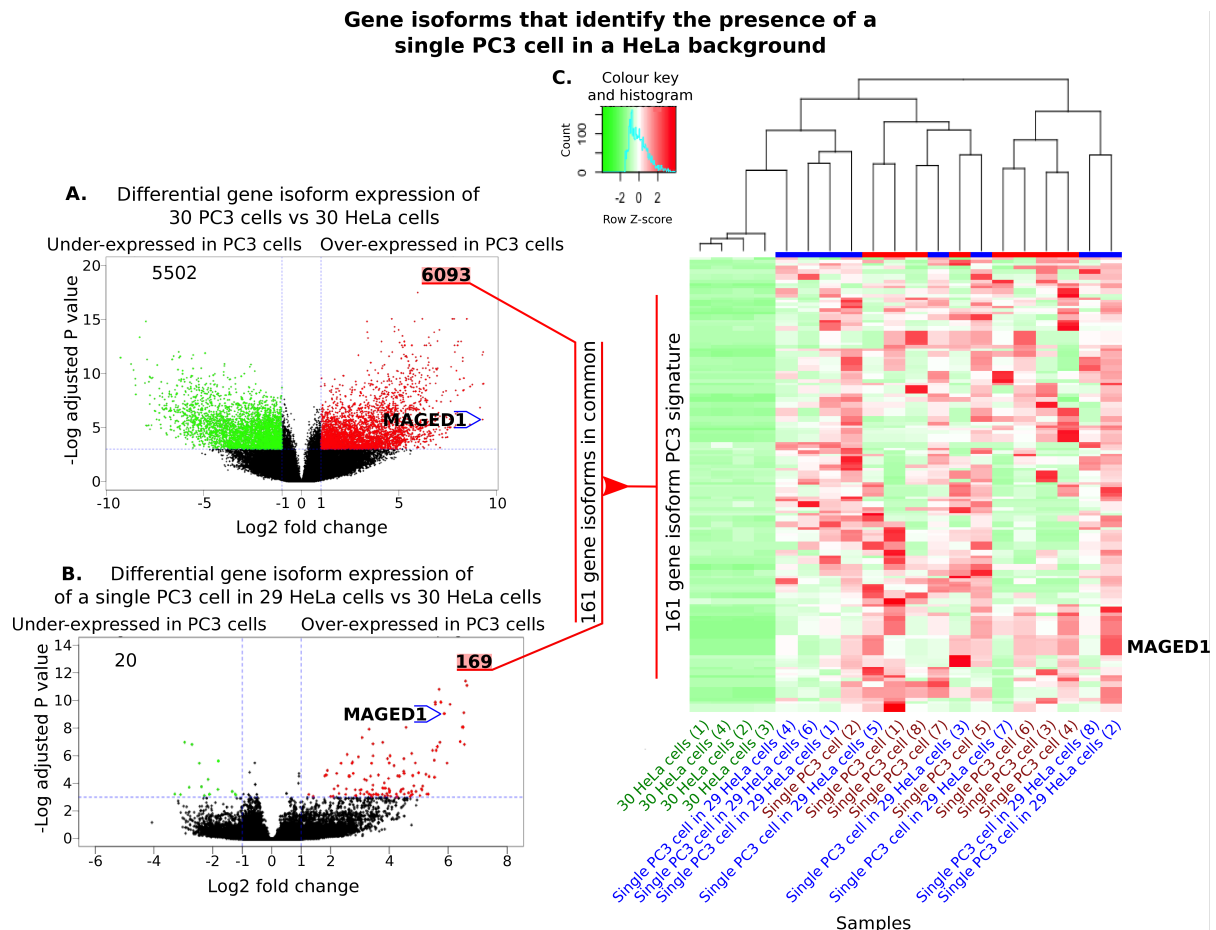 Gene isoforms that identify the presence of a
single PC3 cell in a HeLa background
A.
Differential gene isoform expression of
30 PC3 cells vs 30 HeLa cells
Under-expressed in PC3 cells
Over-expressed in PC3 cells
5502
6093
MAGED1
-Log adjusted P value
20
15
10
5
0
-10
-5
-1
0
1
5
10
Log2 fold change
B.
Differential gene isoform expression of
of a single PC3 cell in 29 HeLa cells vs 30 HeLa cells
Under-expressed in PC3 cells
Over-expressed in PC3 cells
20
169
MAGED1
-Log adjusted P value
14
12
10
8
6
4
2
0
-6
-4
-2
-1
0
1
2
4
6
8
Log2 fold change
161 gene isoforms in common
C.
Colour key
and histogram
Count
100
0
-2
0
2
Row Z-score
161 gene isoform PC3 signature
MAGED1
30 HeLa cells (1)
30 HeLa cells (4)
30 HeLa cells (2)
30 HeLa cells (3)
Single PC3 cell in 29 HeLa cells (4)
Single PC3 cell in 29 HeLa cells (6)
Single PC3 cell in 29 HeLa cells (1)
Single PC3 cell (2)
Single PC3 cell in 29 HeLa cells (5)
Single PC3 cell (1)
Single PC3 cell (8)
Single PC3 cell (7)
Single PC3 cell in 29 HeLa cells (3)
Single PC3 cell (5)
Single PC3 cell in 29 HeLa cells (7)
Single PC3 cell (6)
Single PC3 cell (3)
Single PC3 cell (4)
Single PC3 cell in 29 HeLa cells (8)
Single PC3 cell in 29 HeLa cells (2)
Samples